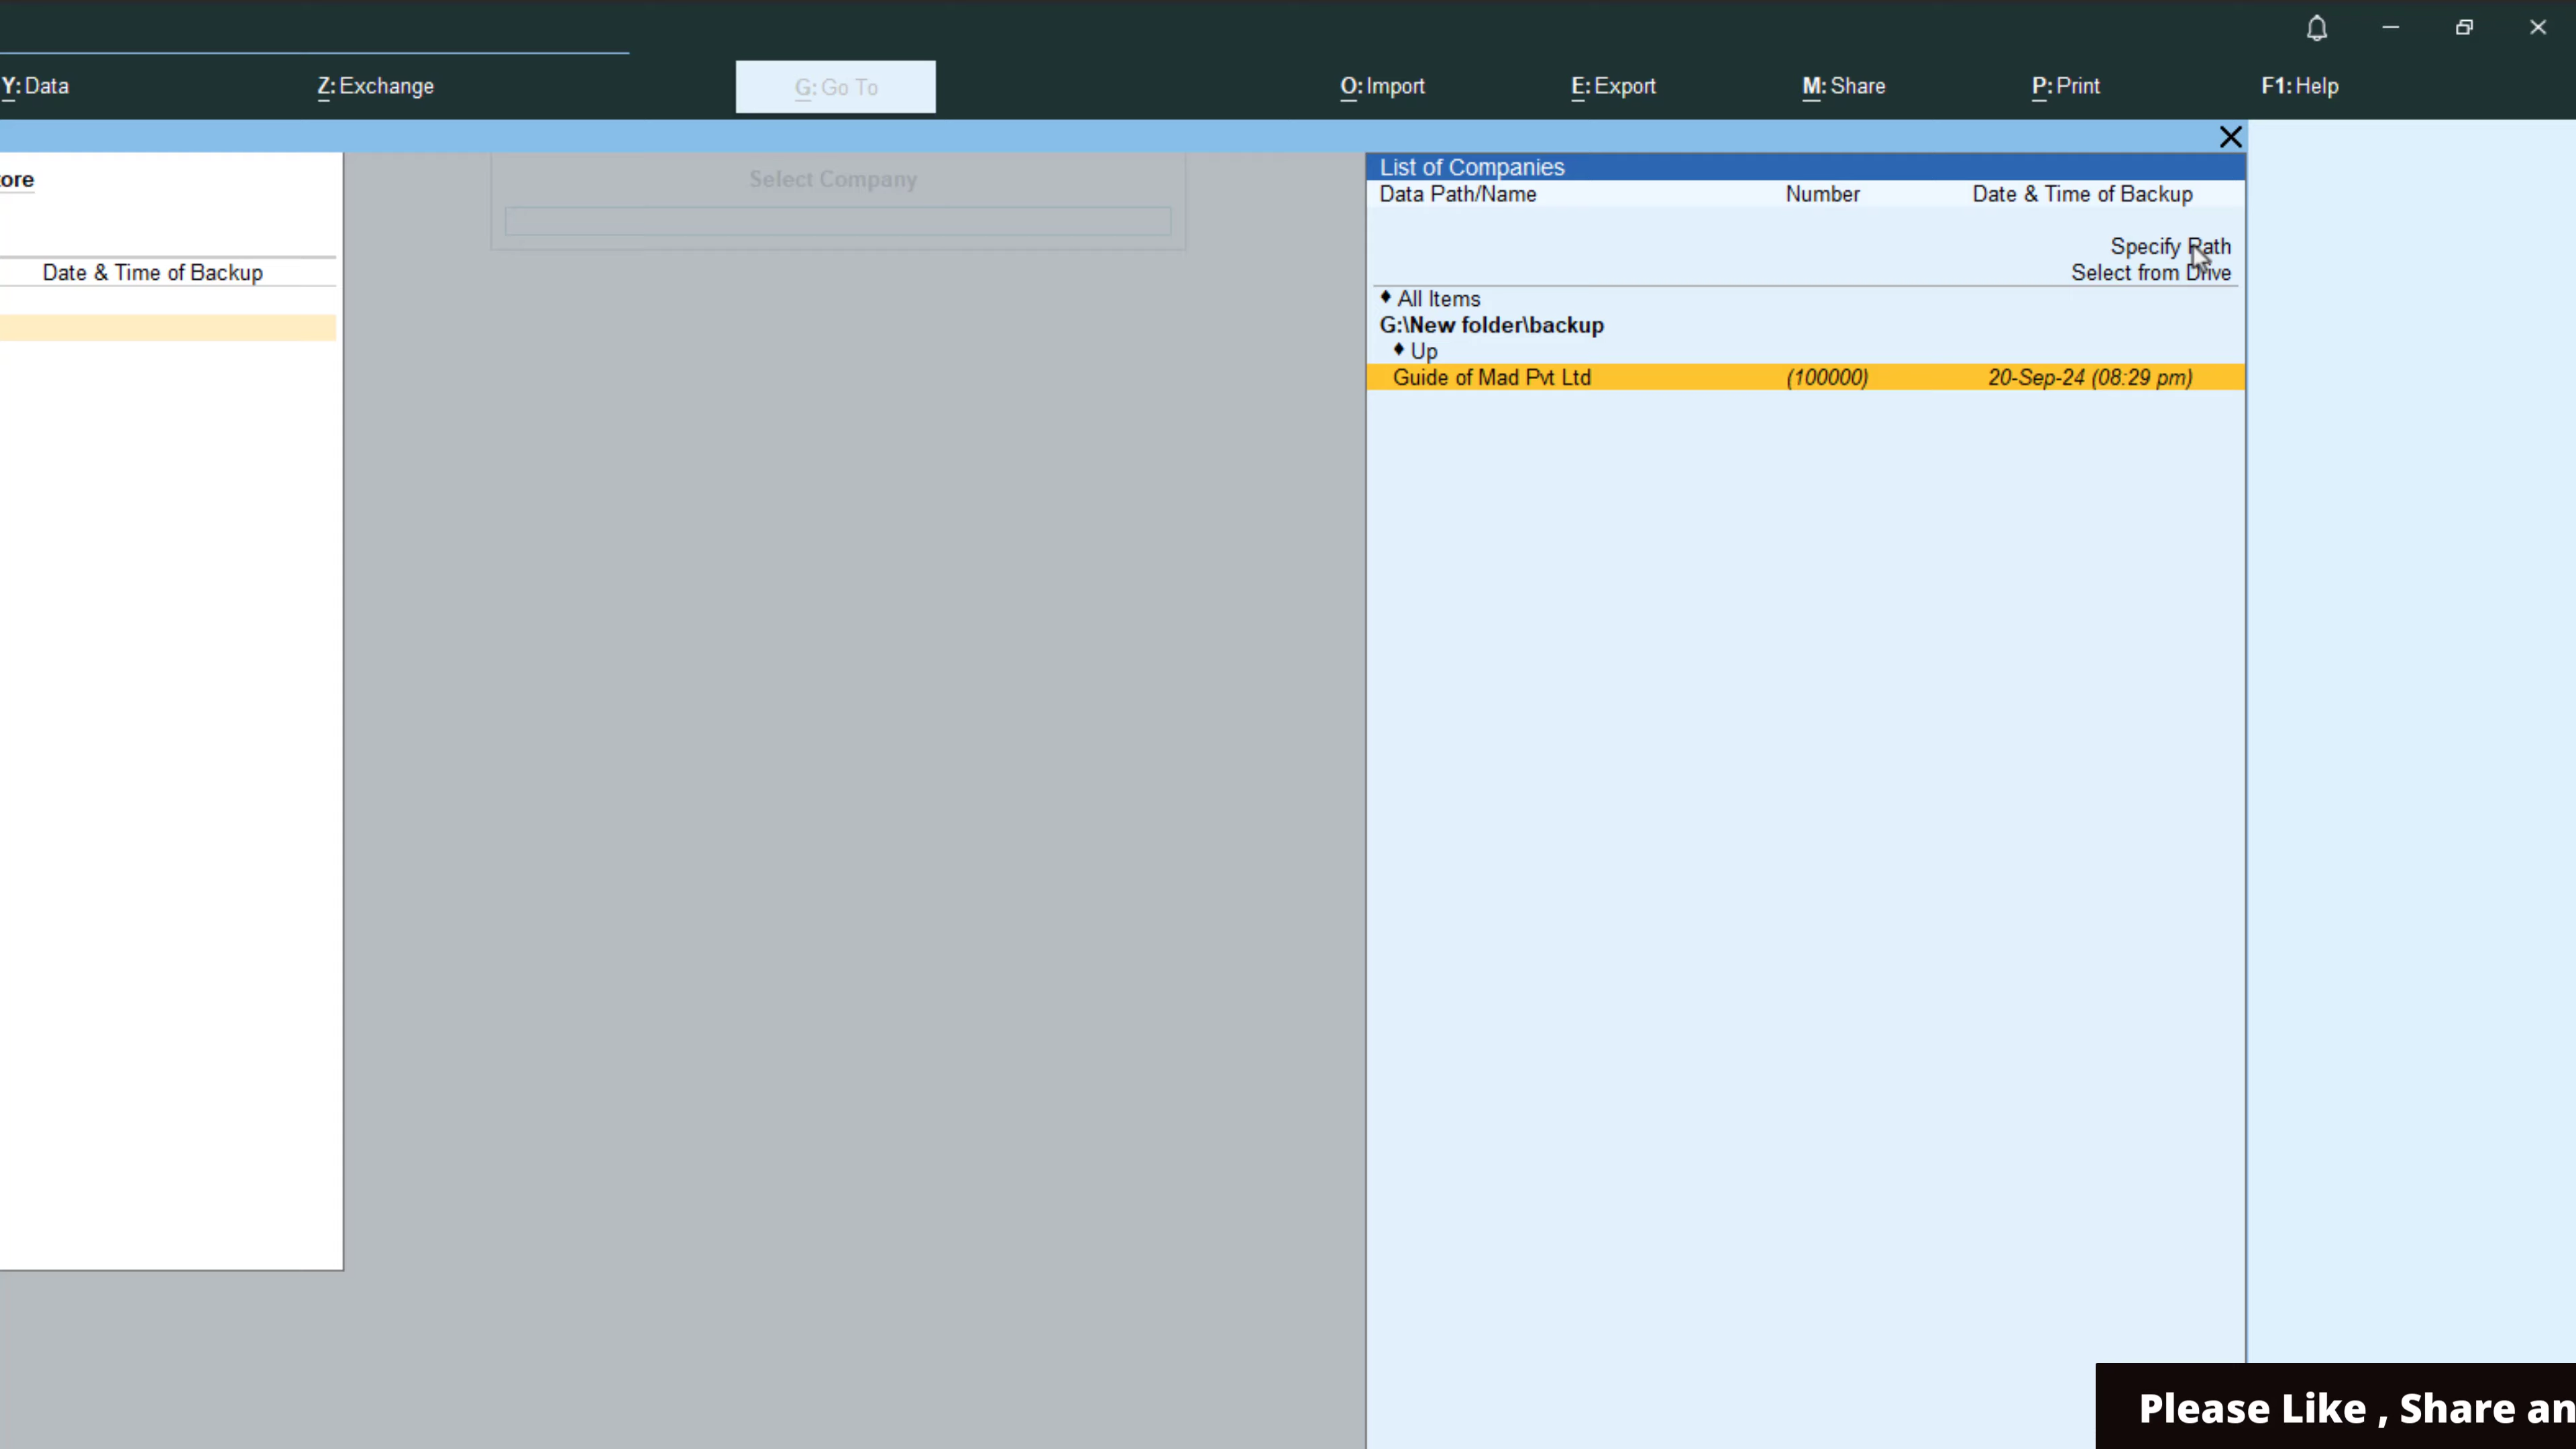 Y: Data
Z: Exchange
G: Go To
O: Import
E: Export
M: Share
P: Print
F1: Help
ore
Date & Time of Backup
Select Company
List of Companies
Data Path/Name Number Date & Time of Backup
Specify Path
Select from Drive
♦ All Items
G:\New folder\backup
♦ Up
Guide of Mad Pvt Ltd (100000) 20-Sep-24 (08:29 pm)
Please Like , Share an